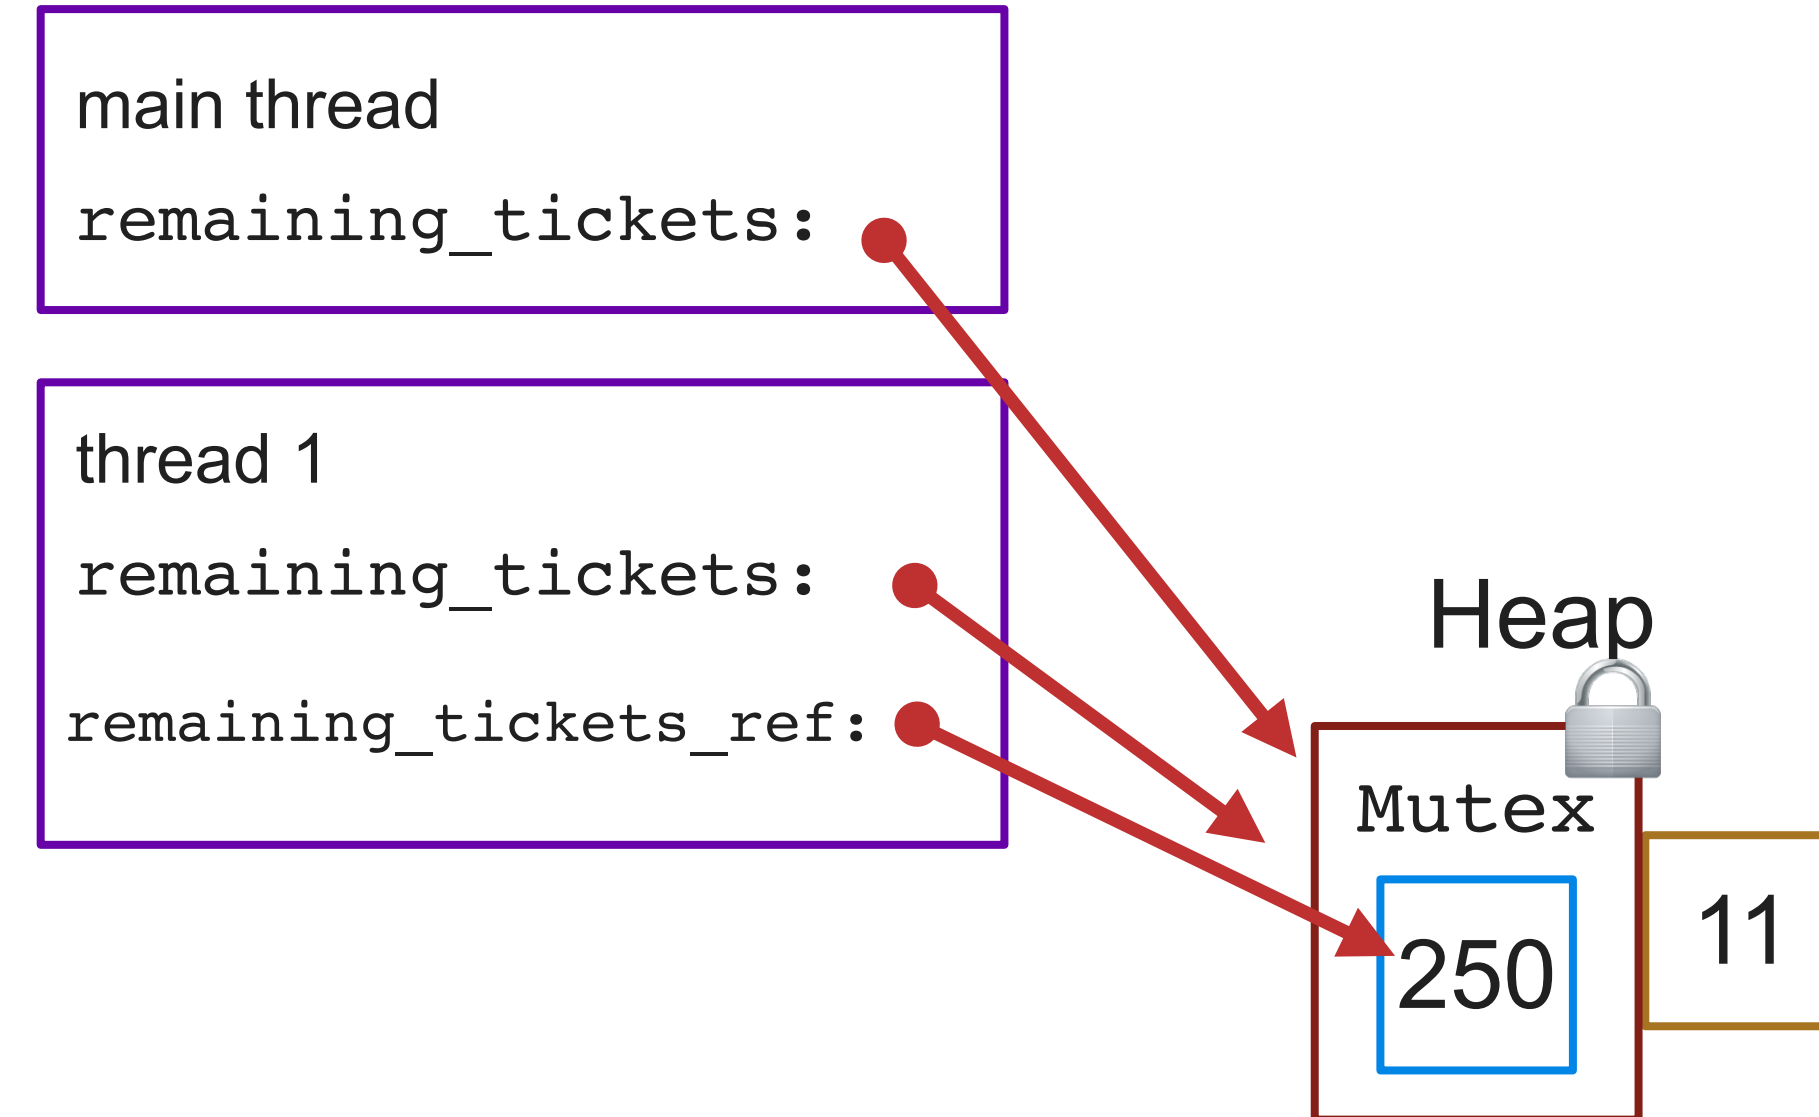 main thread
remaining_tickets:
thread 1
remaining_tickets:
remaining_tickets_ref:
Heap
Mutex
250
11